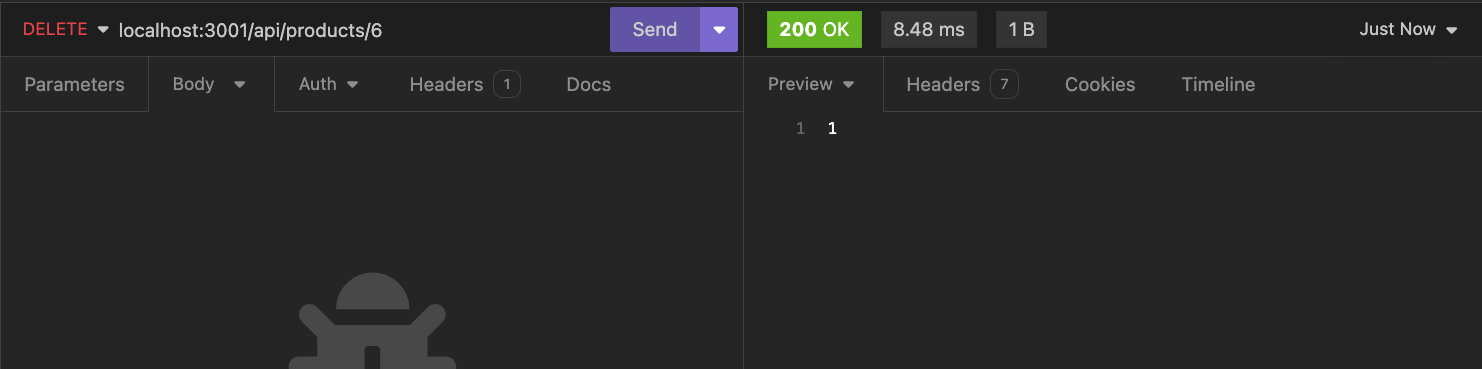 DELETE localhost:3001/api/products/6 Send 200 OK 8.48 ms 1 B Just Now
Parameters Body Auth Headers 1 Docs Preview Headers 7 Cookies Timeline
1 1